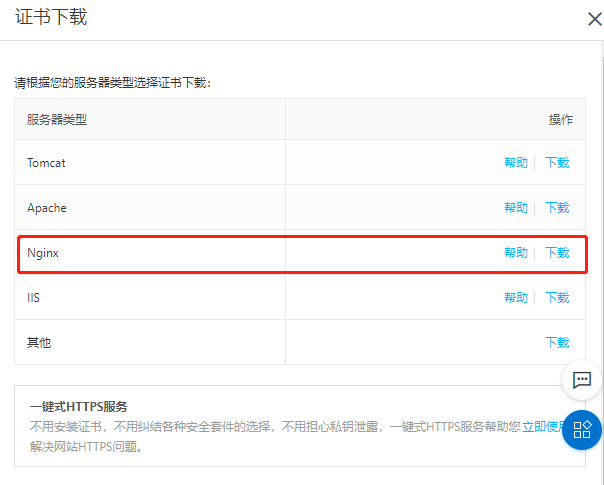 证书下载
请根据您的服务器类型选择证书下载：
服务器类型 操作
Tomcat 帮助 下载
Apache 帮助 下载
Nginx 帮助 下载
IIS 帮助 下载
其他 下载
一键式HTTPS服务
不用安装证书，不用纠结各种安全套件的选择，不用担心私钥泄露，一键式HTTPS服务帮助您 立即使用
解决网站HTTPS问题。